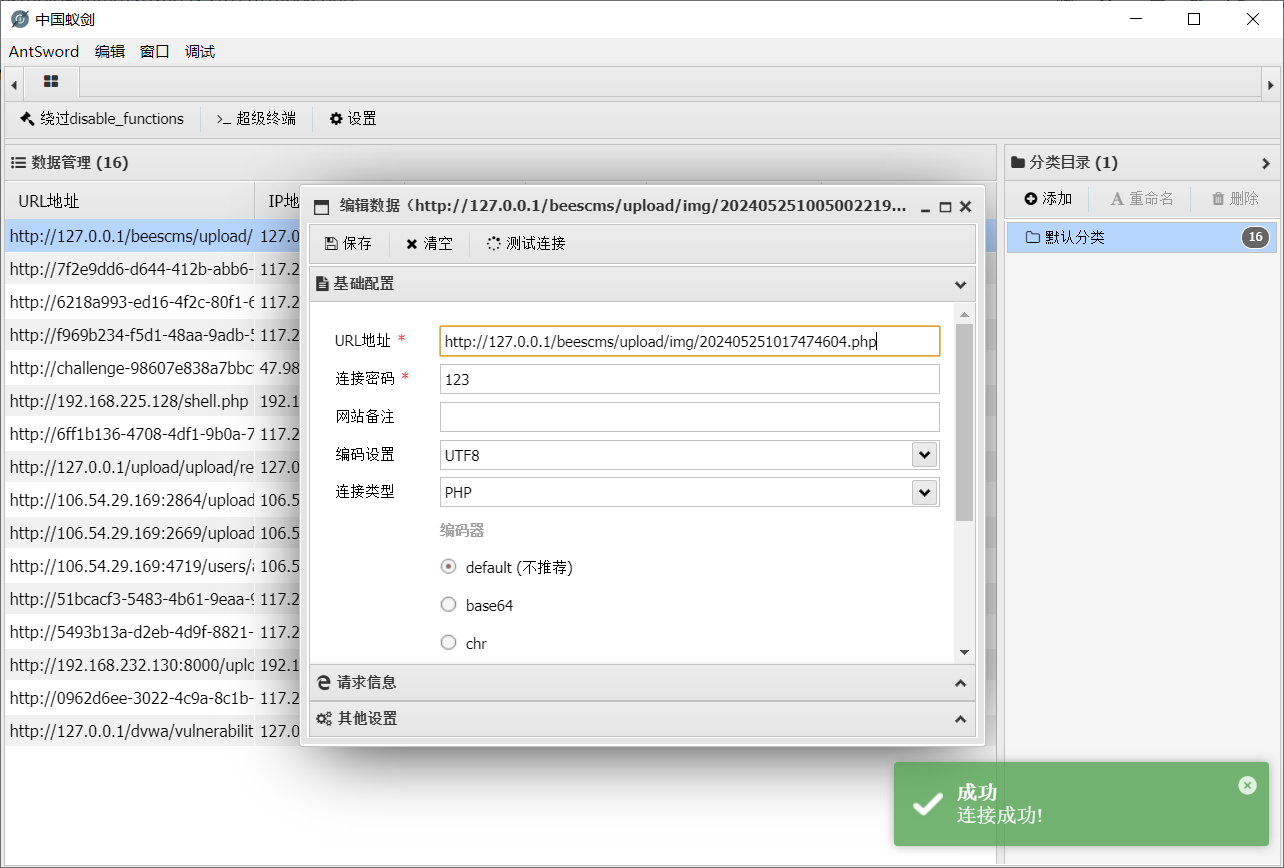 中国蚁剑
AntSword 编辑 窗口 调试
绕过disable_functions >_ 超级终端 设置
数据管理 (16)
URL地址 IP地
http://127.0.0.1/beescms/upload/ 127.0
http://7f2e9dd6-d644-412b-abb6- 117.2
http://6218a993-ed16-4f2c-80f1-6 117.2
http://f969b234-f5d1-48aa-9adb-5 117.2
http://challenge-98607e838a7bbc 47.98
http://192.168.225.128/shell.php 192.1
http://6ff1b136-4708-4df1-9b0a-7 117.2
http://127.0.0.1/upload/upload/re 127.0
http://106.54.29.169:2864/upload 106.5
http://106.54.29.169:2669/upload 106.5
http://106.54.29.169:4719/users/a 106.5
http://51bcacf3-5483-4b61-9eaa-9 117.2
http://5493b13a-d2eb-4d9f-8821- 117.2
http://192.168.232.130:8000/uplo 192.1
http://0962d6ee-3022-4c9a-8c1b- 117.2
http://127.0.0.1/dvwa/vulnerabilit 127.0
编辑数据（http://127.0.0.1/beescms/upload/img/202405251005002219...
保存 清空 测试连接
基础配置
URL地址 * http://127.0.0.1/beescms/upload/img/202405251017474604.php
连接密码 * 123
网站备注
编码设置 UTF8
连接类型 PHP
编码器
default (不推荐)
base64
chr
请求信息
其他设置
分类目录 (1)
添加 重命名 删除
默认分类 16
成功
连接成功!